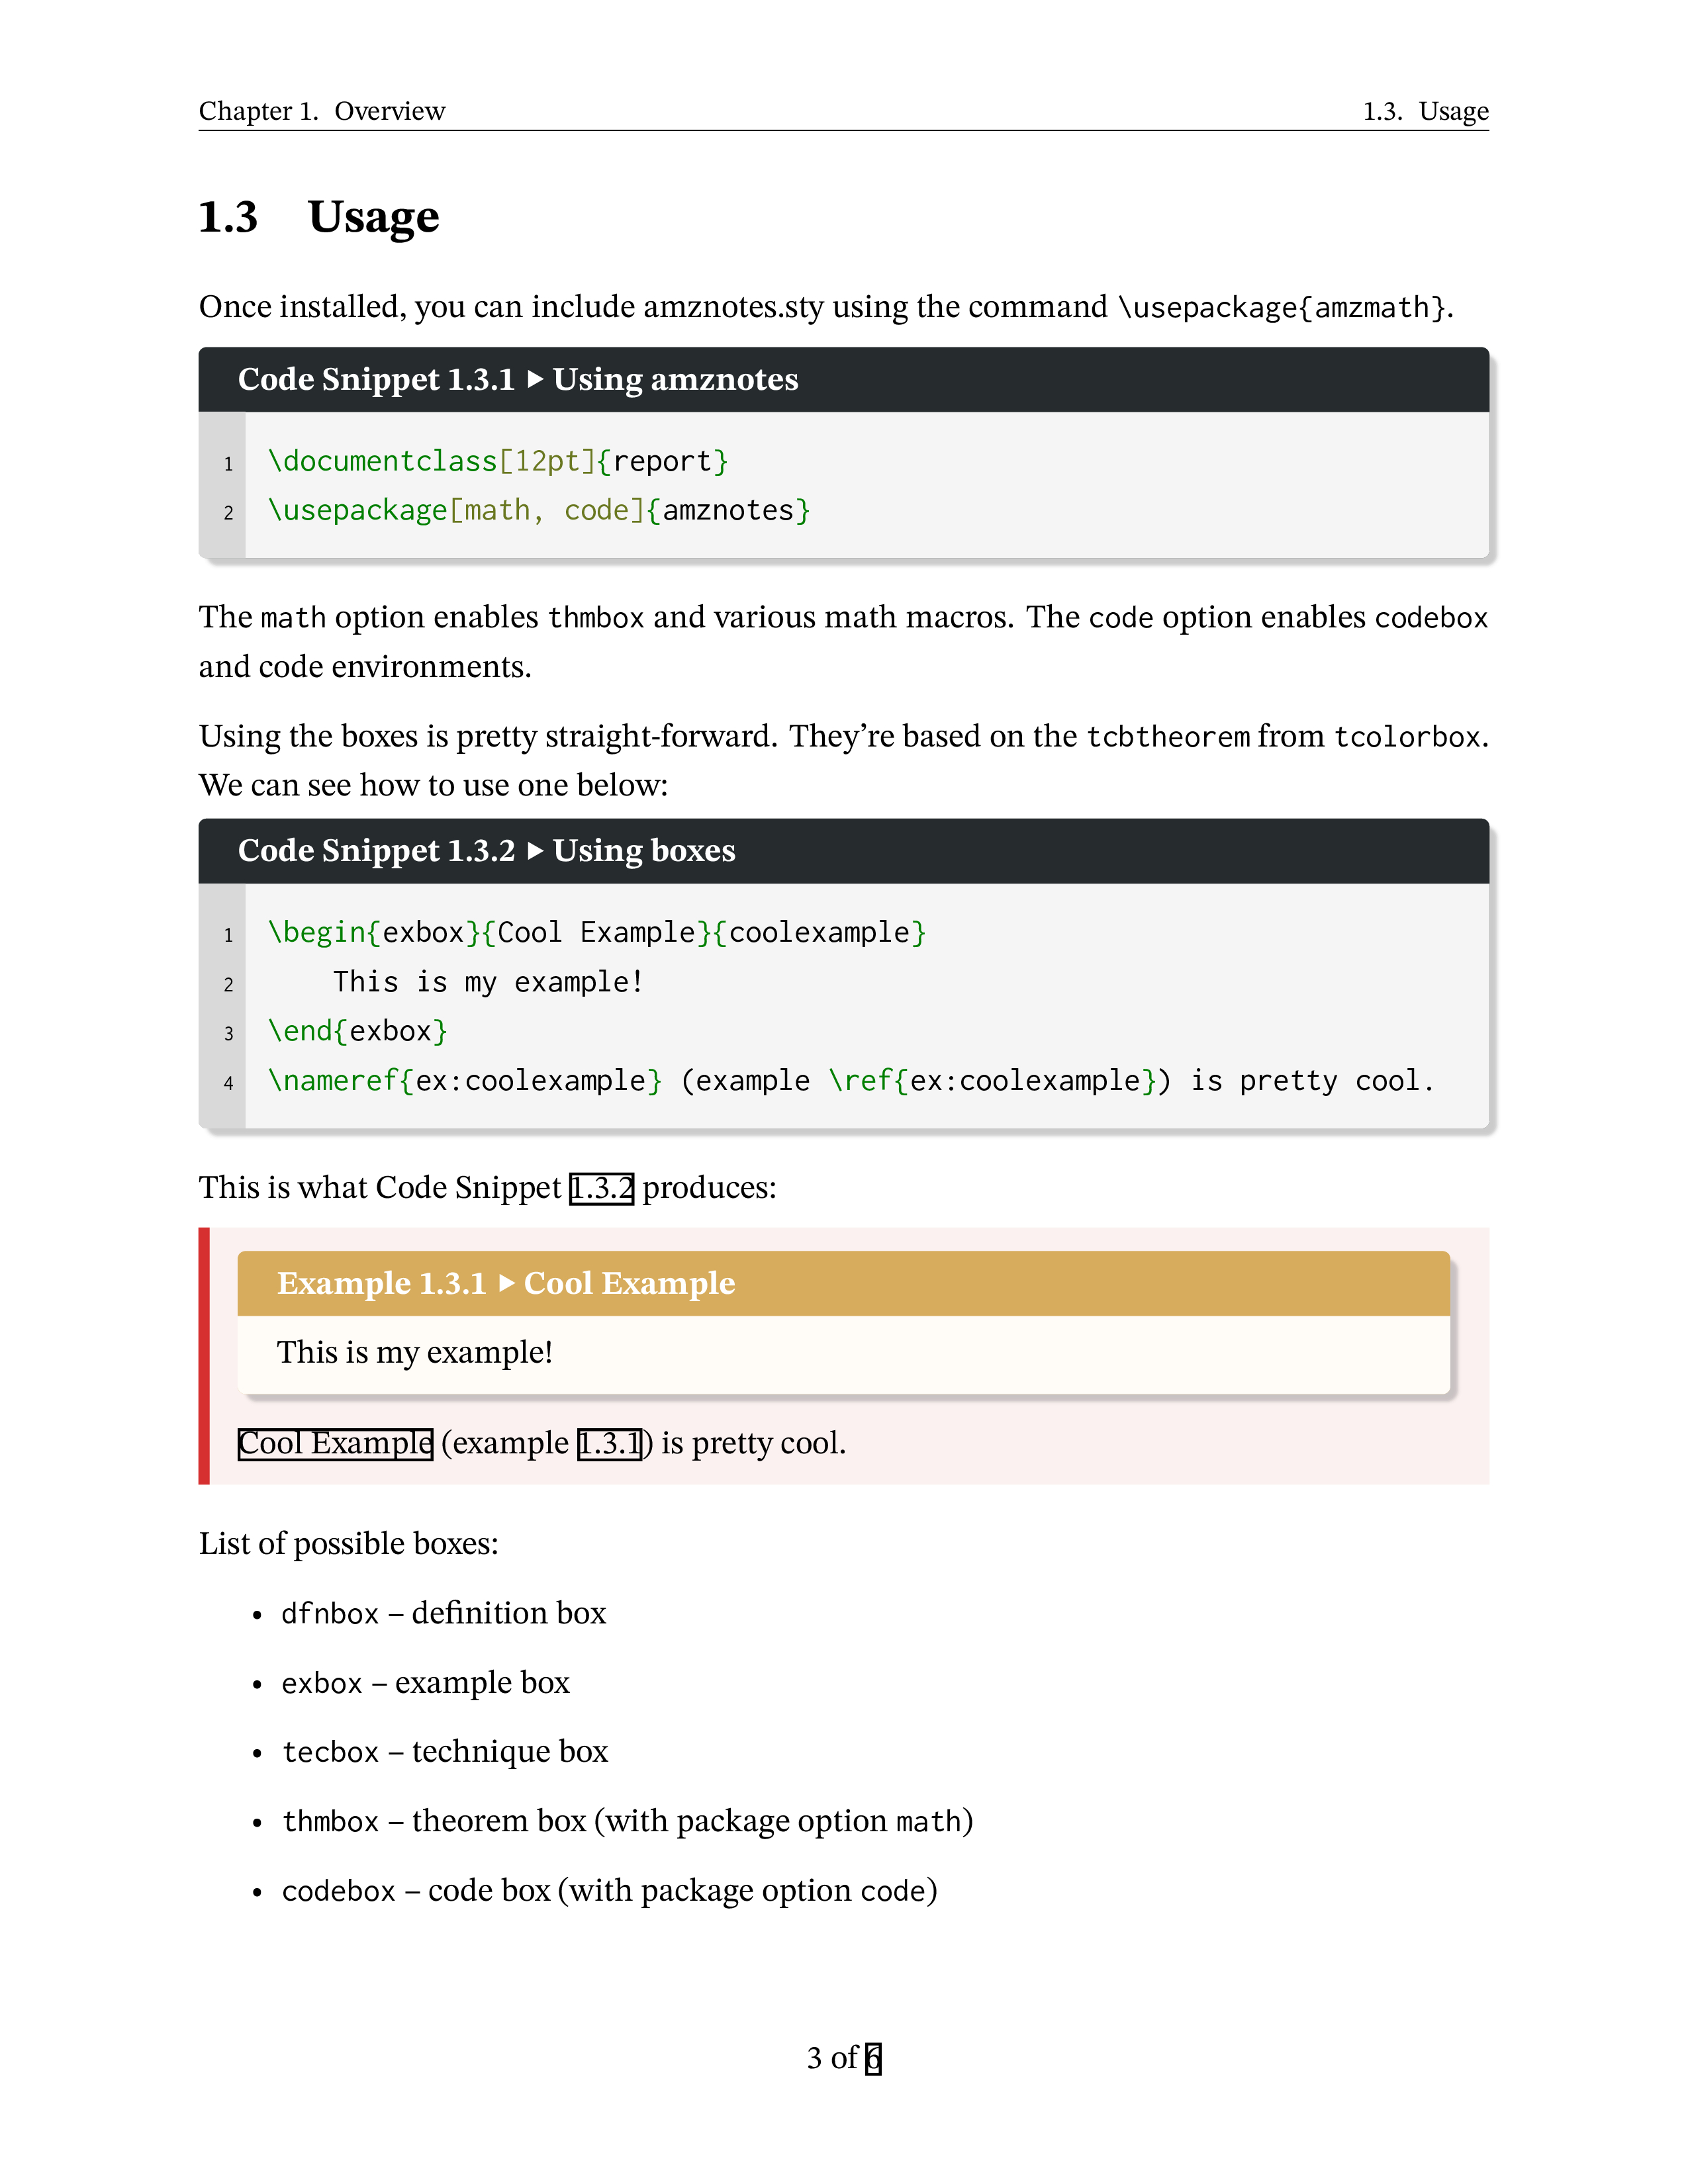 Chapter 1. Overview 1.3. Usage
1.3 Usage
Once installed, you can include amznotes.sty using the command \usepackage{amzmath}.
Code Snippet 1.3.1 ▶ Using amznotes
1 \documentclass[12pt]{report}
2 \usepackage[math, code]{amznotes}
The math option enables thmbox and various math macros. The code option enables codebox
and code environments.
Using the boxes is pretty straight-forward. They’re based on the tcbtheorem from tcolorbox.
We can see how to use one below:
Code Snippet 1.3.2 ▶ Using boxes
1 \begin{exbox}{Cool Example}{coolexample}
2     This is my example!
3 \end{exbox}
4 \nameref{ex:coolexample} (example \ref{ex:coolexample}) is pretty cool.
This is what Code Snippet 1.3.2 produces:
Example 1.3.1 ▶ Cool Example
This is my example!
Cool Example (example 1.3.1) is pretty cool.
List of possible boxes:
• dfnbox – definition box
• exbox – example box
• tecbox – technique box
• thmbox – theorem box (with package option math)
• codebox – code box (with package option code)
3 of 6